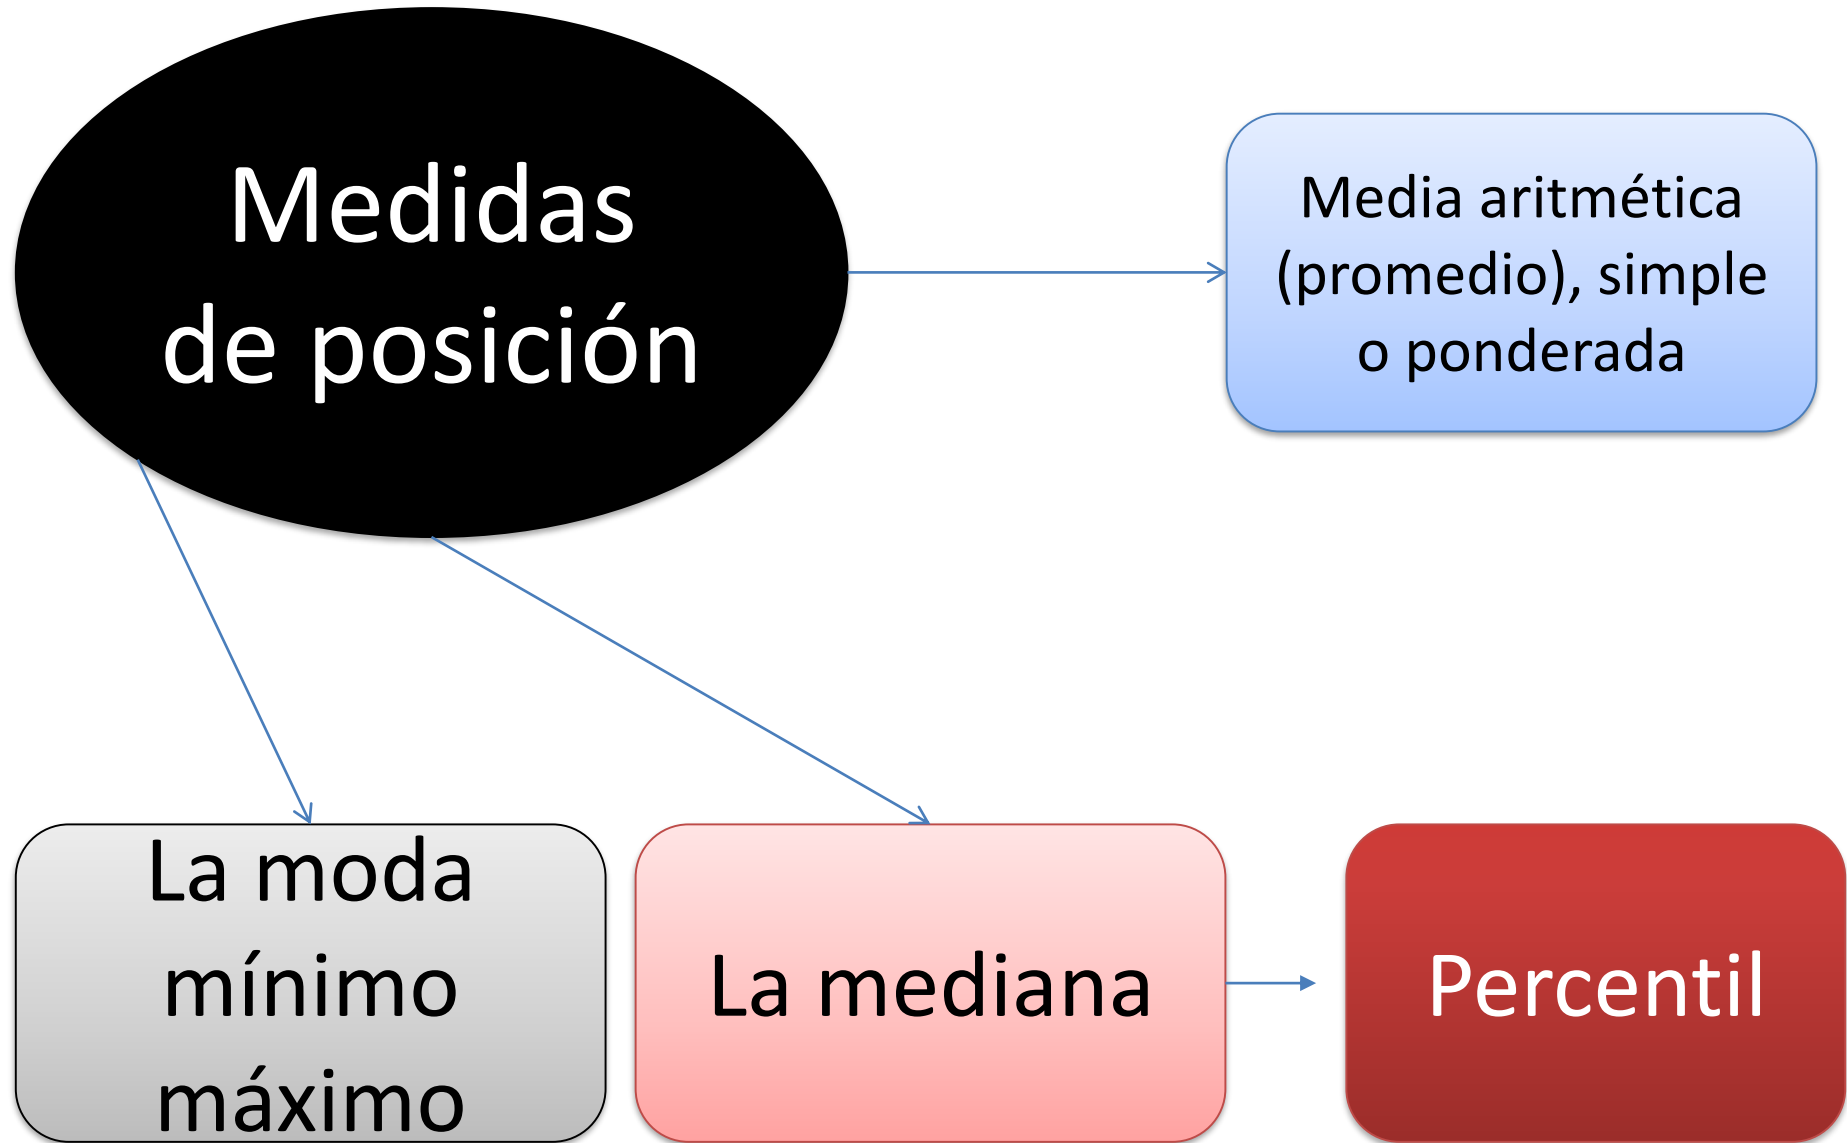 Medidas
de posición
Media aritmética
(promedio), simple
o ponderada
La moda
mínimo
máximo
La mediana
Percentil